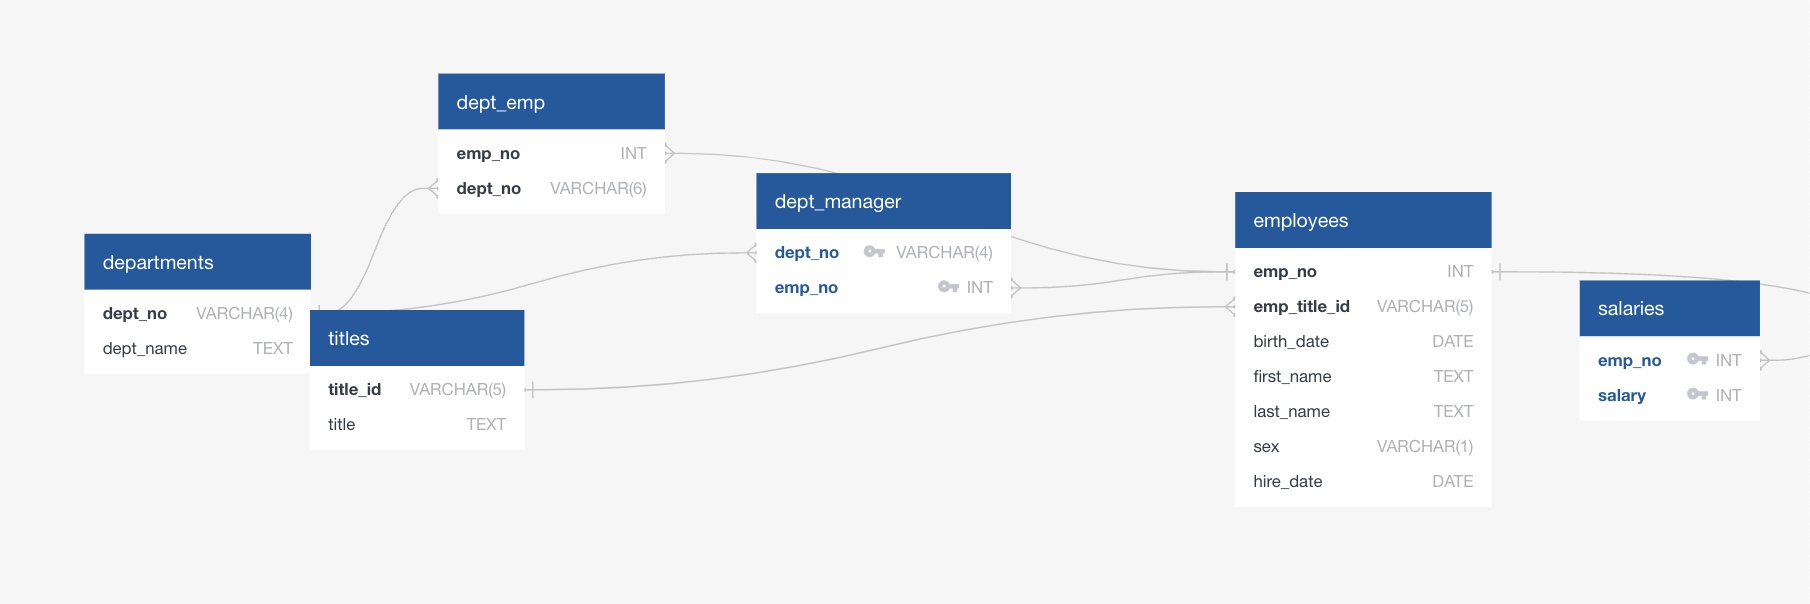 dept_emp
emp_no INT
dept_no VARCHAR(6)
departments
dept_no VARCHAR(4)
dept_name TEXT
titles
title_id VARCHAR(5)
title TEXT
dept_manager
dept_no VARCHAR(4)
emp_no INT
employees
emp_no INT
emp_title_id VARCHAR(5)
birth_date DATE
first_name TEXT
last_name TEXT
sex VARCHAR(1)
hire_date DATE
salaries
emp_no INT
salary INT